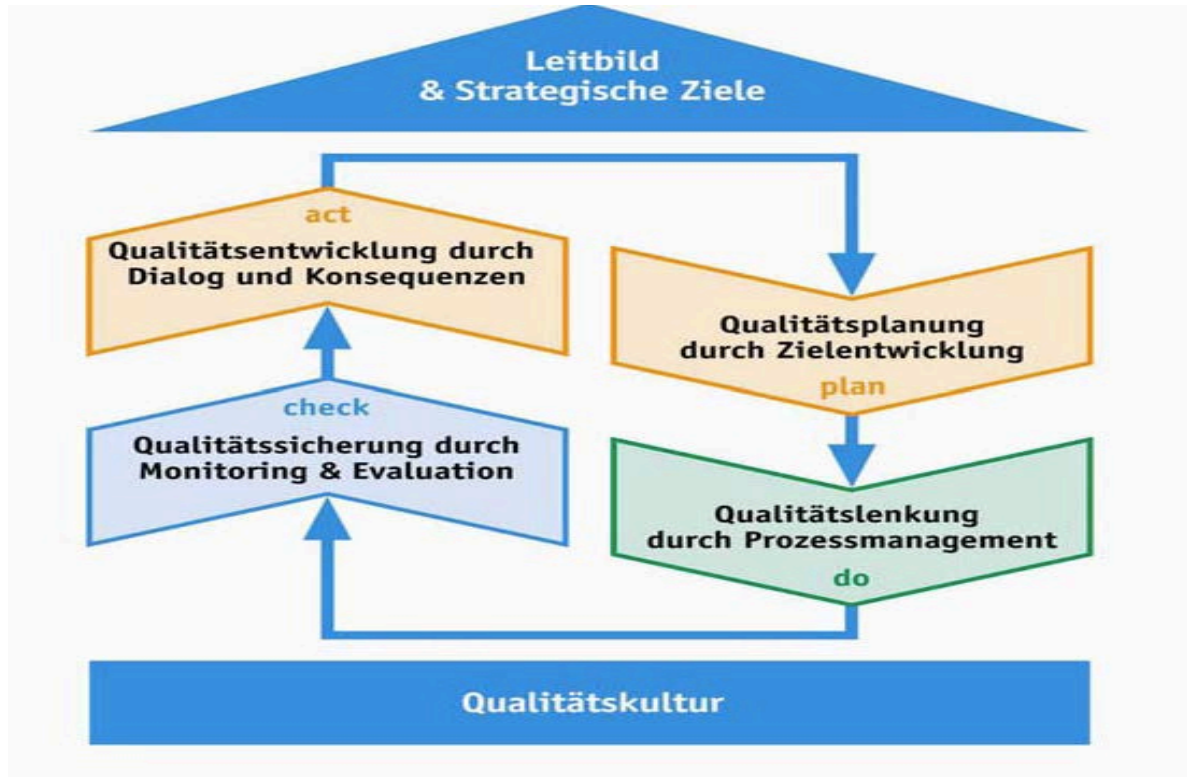 Leitbild
& Strategische Ziele
act
Qualitätsentwicklung durch
Dialog und Konsequenzen
Qualitätsplanung
durch Zielentwicklung
plan
check
Qualitätssicherung durch
Monitoring & Evaluation
Qualitätslenkung
durch Prozessmanagement
do
Qualitätskultur